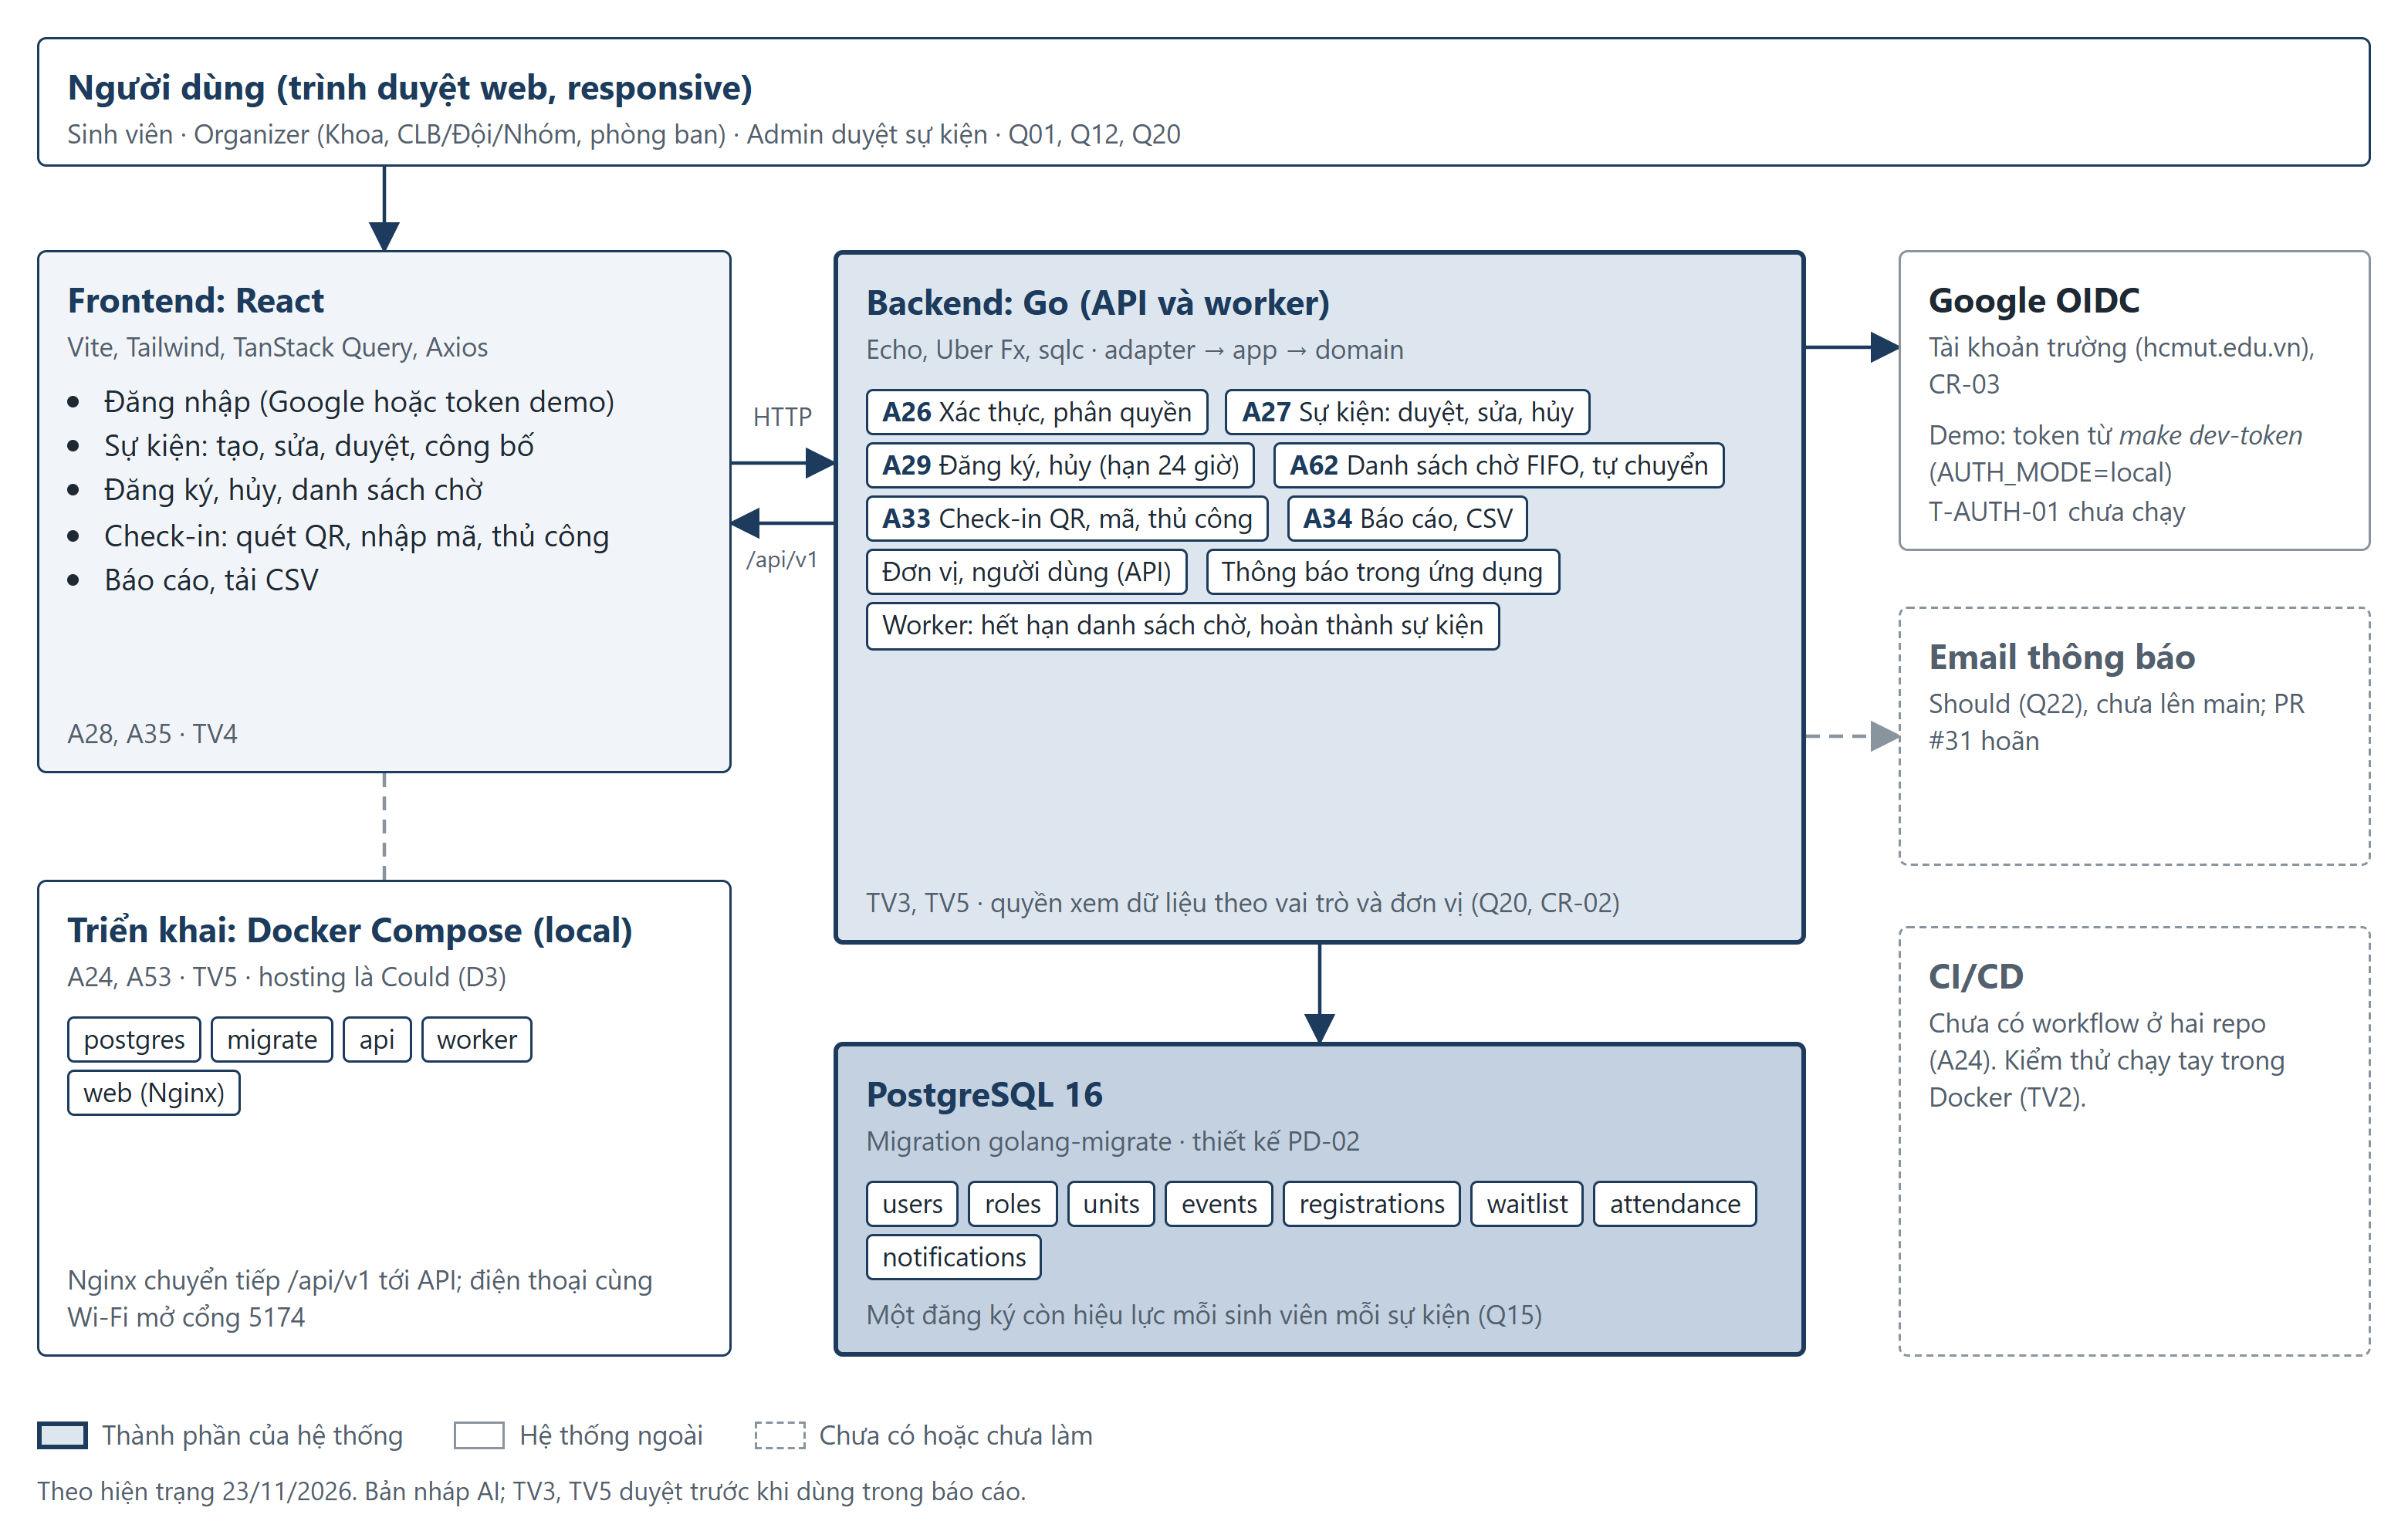 Người dùng (trình duyệt web, responsive)
Sinh viên · Organizer (Khoa, CLB/Đội/Nhóm, phòng ban) · Admin duyệt sự kiện · Q01, Q12, Q20
Frontend: React
Vite, Tailwind, TanStack Query, Axios
Đăng nhập (Google hoặc token demo)
Sự kiện: tạo, sửa, duyệt, công bố
Đăng ký, hủy, danh sách chờ
Check-in: quét QR, nhập mã, thủ công
Báo cáo, tải CSV
A28, A35 · TV4
HTTP
/api/v1
Backend: Go (API và worker)
Echo, Uber Fx, sqlc · adapter → app → domain
A26 Xác thực, phân quyền
A27 Sự kiện: duyệt, sửa, hủy
A29 Đăng ký, hủy (hạn 24 giờ)
A62 Danh sách chờ FIFO, tự chuyển
A33 Check-in QR, mã, thủ công
A34 Báo cáo, CSV
Đơn vị, người dùng (API)
Thông báo trong ứng dụng
Worker: hết hạn danh sách chờ, hoàn thành sự kiện
TV3, TV5 · quyền xem dữ liệu theo vai trò và đơn vị (Q20, CR-02)
Google OIDC
Tài khoản trường (hcmut.edu.vn),
CR-03
Demo: token từ make dev-token
(AUTH_MODE=local)
T-AUTH-01 chưa chạy
Email thông báo
Should (Q22), chưa lên main; PR
#31 hoãn
Triển khai: Docker Compose (local)
A24, A53 · TV5 · hosting là Could (D3)
postgres
migrate
api
worker
web (Nginx)
Nginx chuyển tiếp /api/v1 tới API; điện thoại cùng
Wi-Fi mở cổng 5174
PostgreSQL 16
Migration golang-migrate · thiết kế PD-02
users
roles
units
events
registrations
waitlist
attendance
notifications
Một đăng ký còn hiệu lực mỗi sinh viên mỗi sự kiện (Q15)
CI/CD
Chưa có workflow ở hai repo
(A24). Kiểm thử chạy tay trong
Docker (TV2).
Thành phần của hệ thống
Hệ thống ngoài
Chưa có hoặc chưa làm
Theo hiện trạng 23/11/2026. Bản nháp AI; TV3, TV5 duyệt trước khi dùng trong báo cáo.